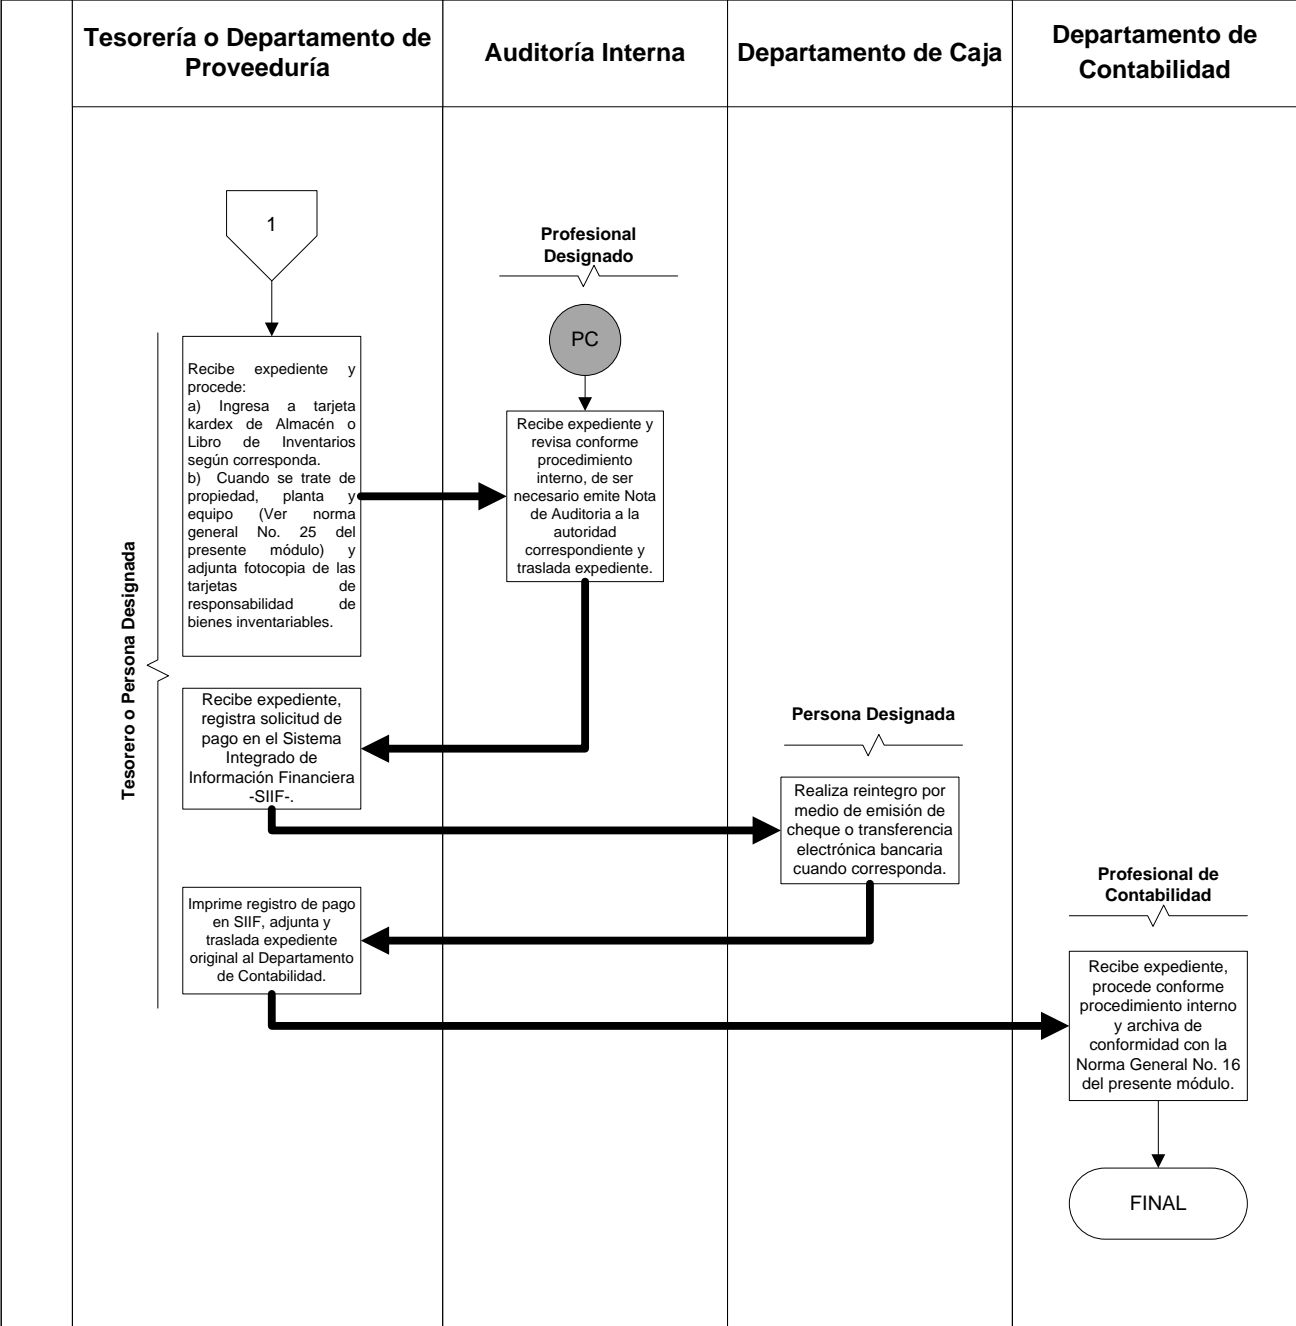 Tesorería o Departamento de
Proveeduría
Auditoría Interna
Departamento de Caja
Departamento de
Contabilidad
1
Tesorero o Persona Designada
Recibe expediente y
procede:
a) Ingresa a tarjeta
kardex de Almacén o
Libro de Inventarios
según corresponda.
b) Cuando se trate de
propiedad, planta y
equipo (Ver norma
general No. 25 del
presente módulo) y
adjunta fotocopia de las
tarjetas de
responsabilidad de
bienes inventariables.
Profesional
Designado
PC
Recibe expediente y
revisa conforme
procedimiento
interno, de ser
necesario emite Nota
de Auditoria a la
autoridad
correspondiente y
traslada expediente.
Recibe expediente,
registra solicitud de
pago en el Sistema
Integrado de
Información Financiera
-SIIF-.
Persona Designada
Realiza reintegro por
medio de emisión de
cheque o transferencia
electrónica bancaria
cuando corresponda.
Imprime registro de pago
en SIIF, adjunta y
traslada expediente
original al Departamento
de Contabilidad.
Profesional de
Contabilidad
Recibe expediente,
procede conforme
procedimiento interno
y archiva de
conformidad con la
Norma General No. 16
del presente módulo.
FINAL